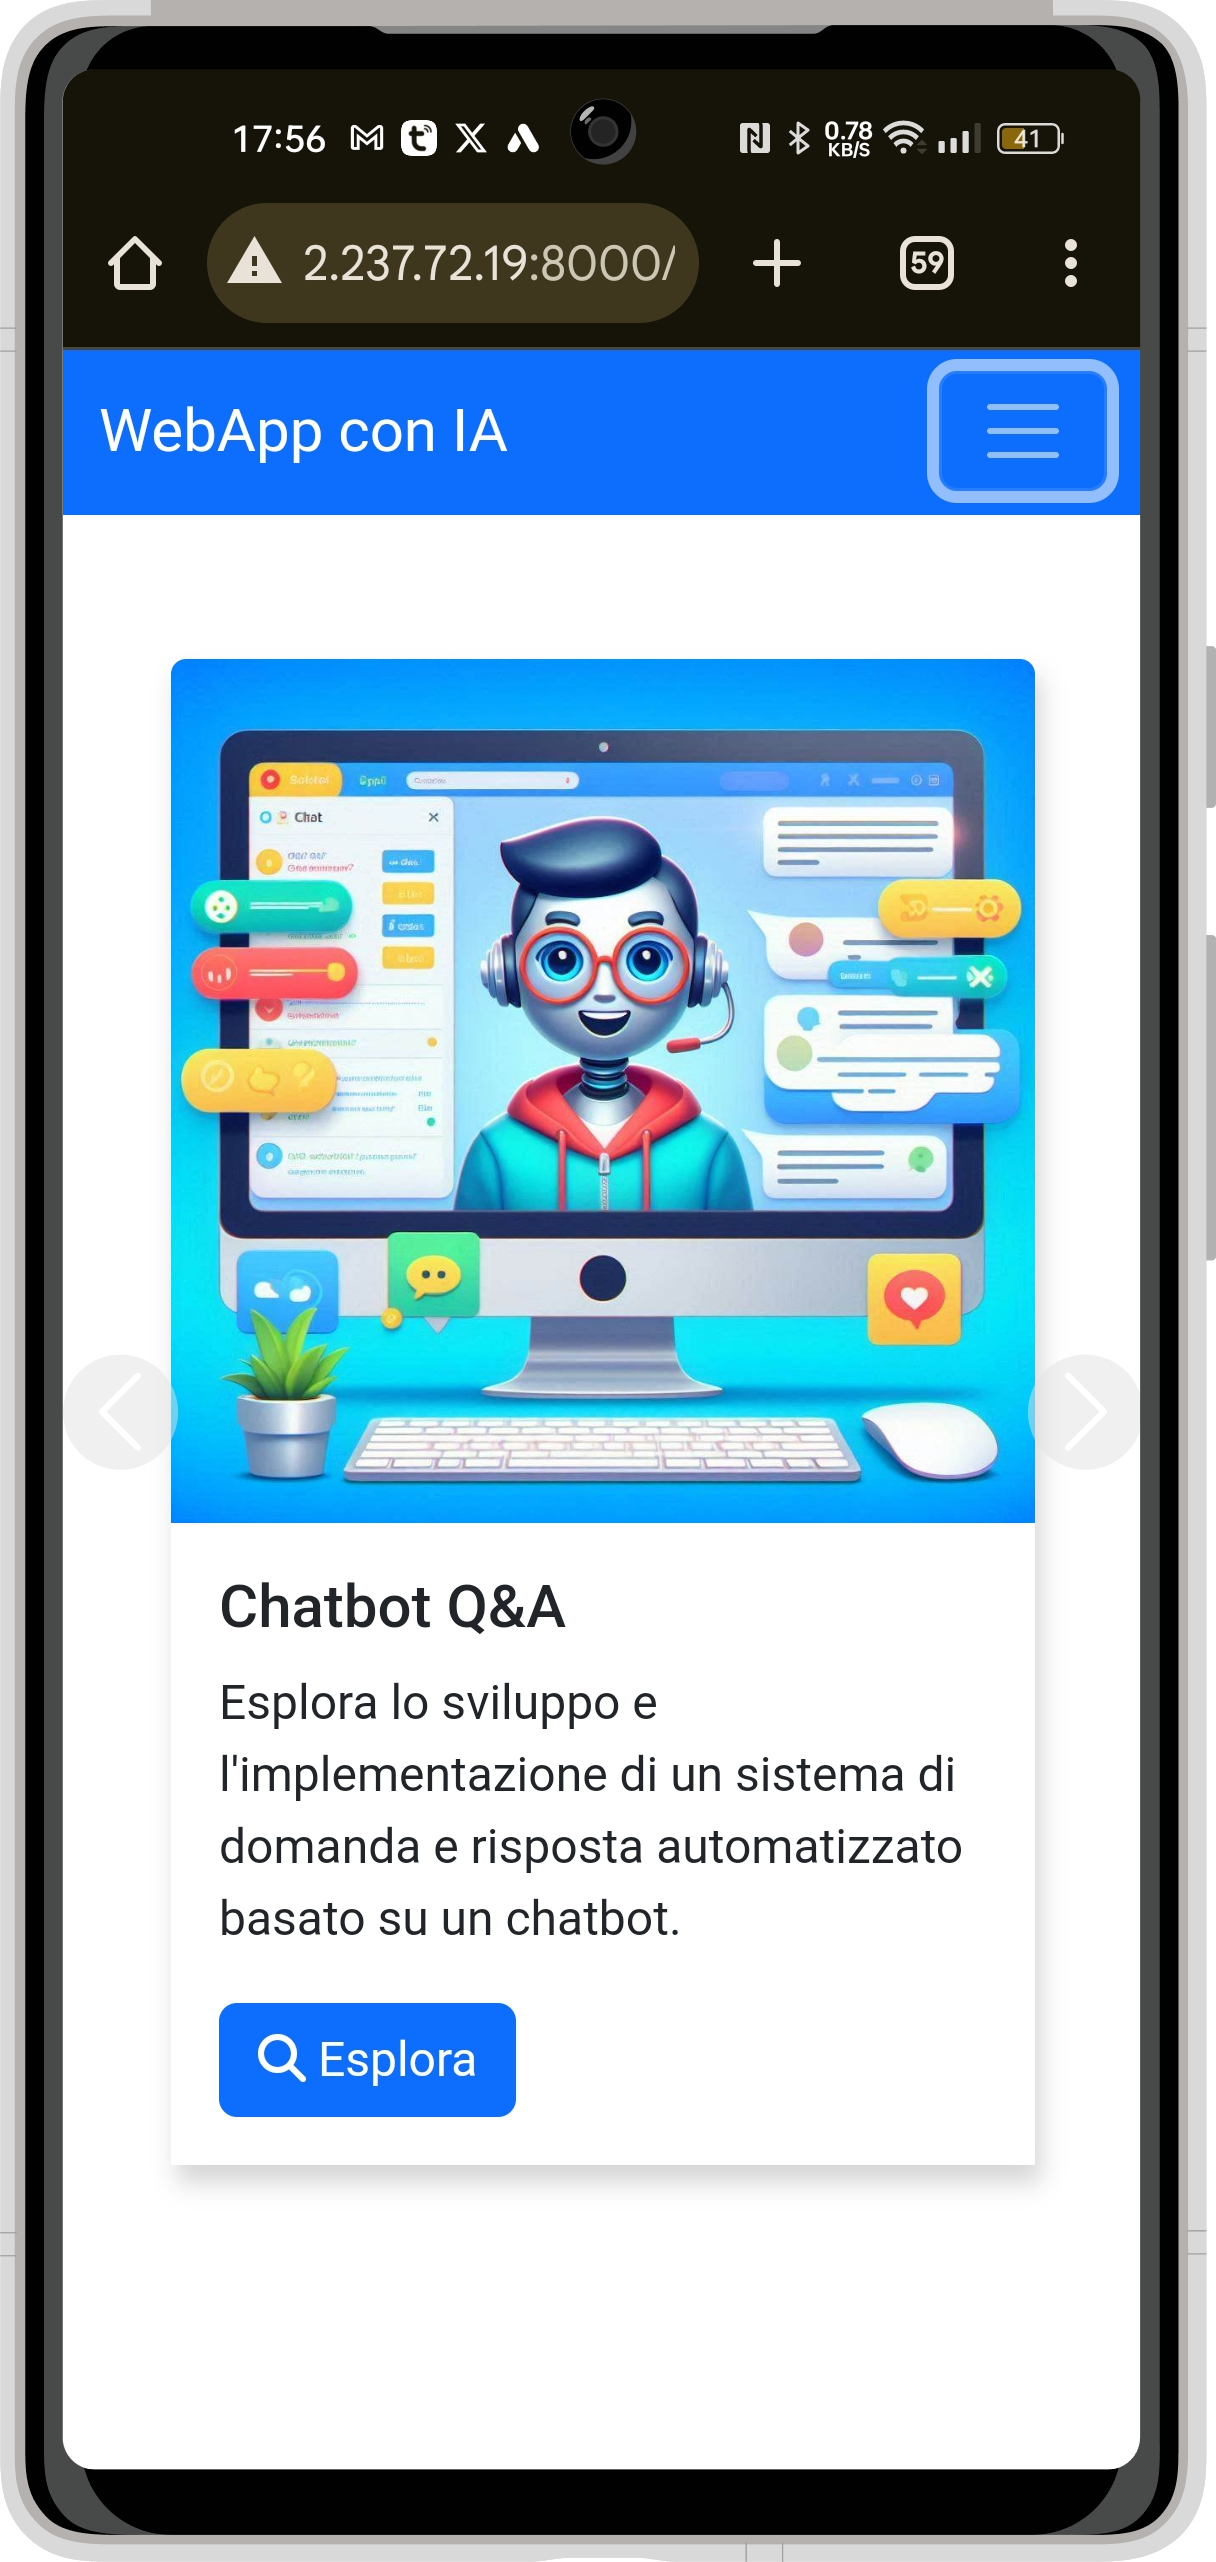 17:56
0.78
KB/S
41
2.237.72.19:8000/
59
WebApp con IA
Chat
Chatbot Q&A
Esplora lo sviluppo e
l'implementazione di un sistema di
domanda e risposta automatizzato
basato su un chatbot.
Esplora